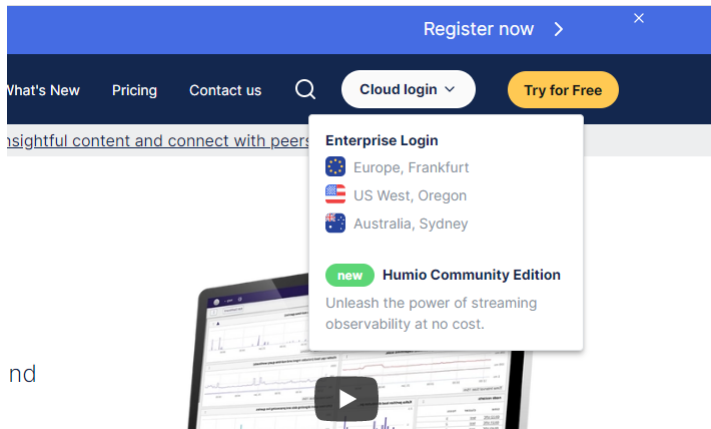 Register now
What's New
Pricing
Contact us
Cloud login
Try for Free
nsightful content and connect with peers
Enterprise Login
Europe, Frankfurt
US West, Oregon
Australia, Sydney
new Humio Community Edition
Unleash the power of streaming
observability at no cost.
nd